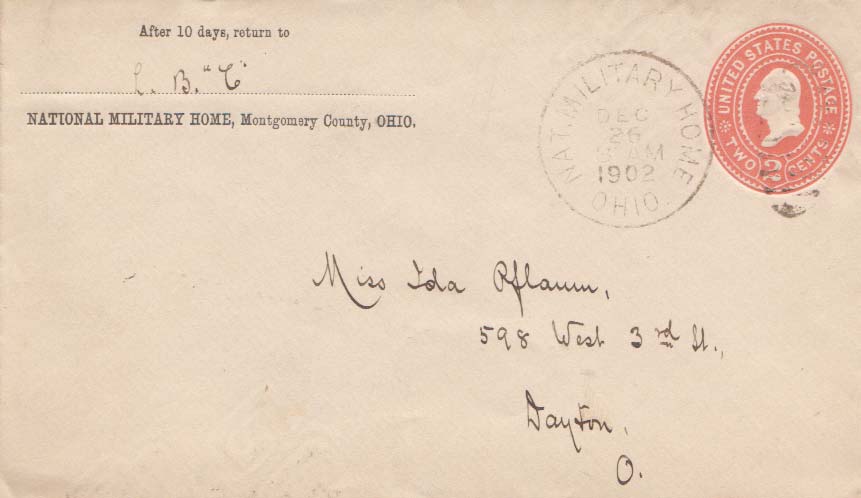 After 10 days, return to
L. B. "C"
NATIONAL MILITARY HOME, Montgomery County, OHIO.
NAT. MILITARY HOME
DEC
26
AM
1902
OHIO
UNITED STATES POSTAGE
TWO 2 CENTS
Miss Ida Pflaum,
598 West 3rd St.,
Dayton,
O.